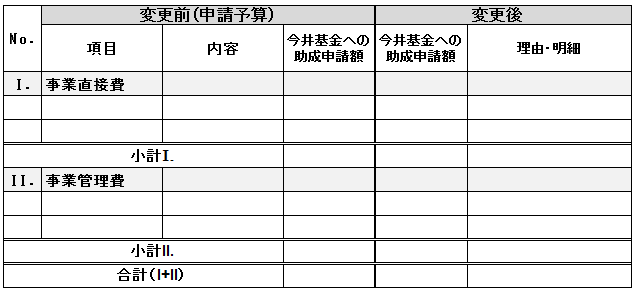 変更前(申請予算)
変更後
No.
項目
内容
今井基金への
助成申請額
今井基金への
助成申請額
理由・明細
I.
事業直接費
小計I.
II.
事業管理費
小計II.
合計(I+II)